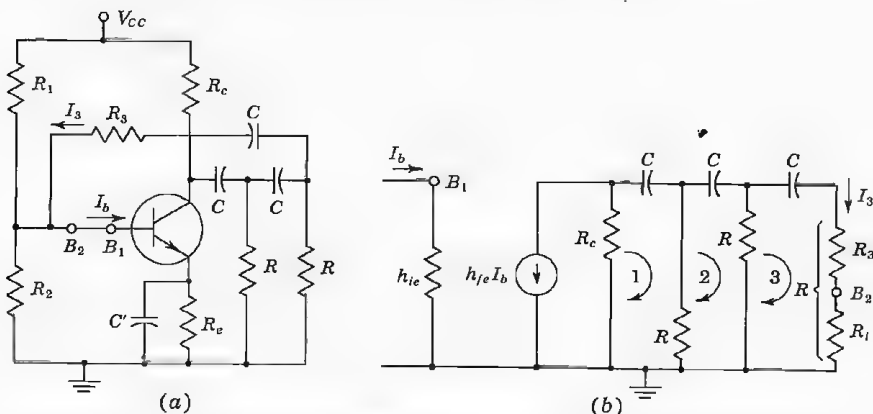 V_CC
R_1
R_c
I_3
R_3
C
C
C
I_b
B_2
B_1
R
R
R_2
C'
R_e
(a)
I_b
B_1
h_ie
h_fe I_b
R_c
C
C
C
1
2
3
R
R
R
I_3
R_3
B_2
R_i
(b)